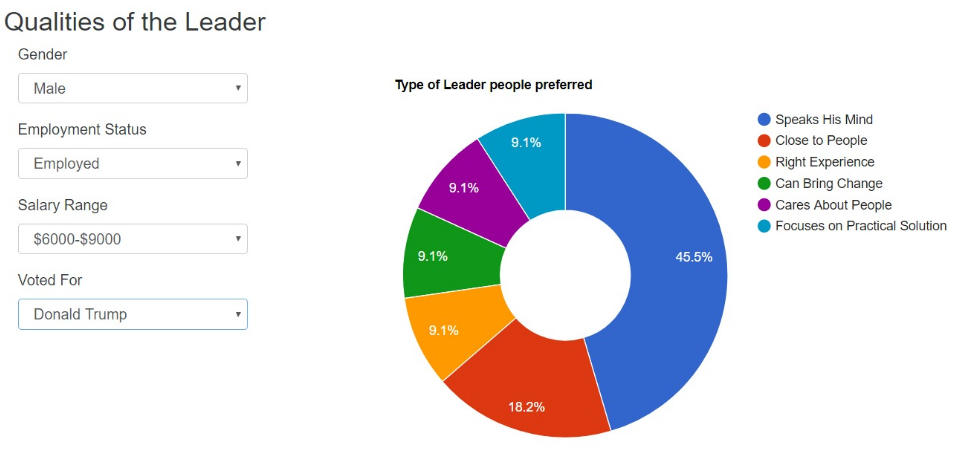 Qualities of the Leader
Gender
Male
Employment Status
Employed
Salary Range
$6000-$9000
Voted For
Donald Trump
Type of Leader people preferred
9.1%
9.1%
9.1%
9.1%
18.2%
45.5%
Speaks His Mind
Close to People
Right Experience
Can Bring Change
Cares About People
Focuses on Practical Solution